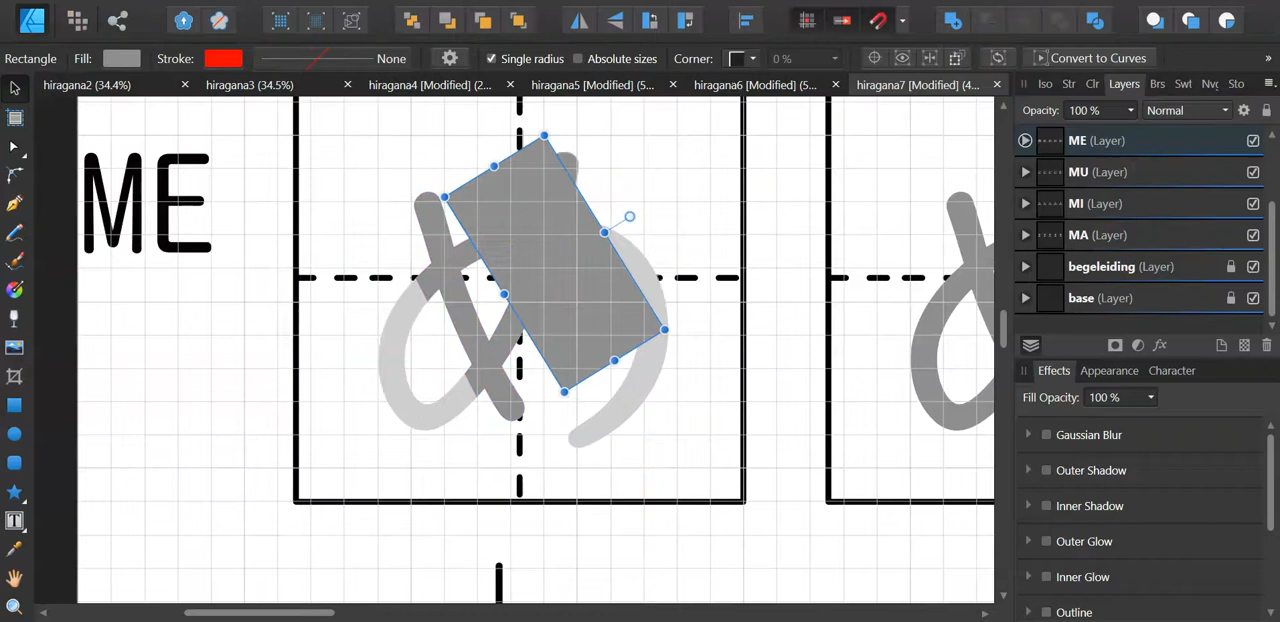 Rectangle Fill: Stroke: None Single radius Absolute sizes Corner: 0 % Convert to Curves »
hiragana2 (34.4%) × hiragana3 (34.5%) × hiragana4 [Modified] (2... × hiragana5 [Modified] (5... × hiragana6 [Modified] (5... × hiragana7 [Modified] (4... ×
Iso Str Clr Layers Brs Swt Nvç Sto
Opacity: 100 % Normal
ME (Layer)
MU (Layer)
MI (Layer)
MA (Layer)
begeleiding (Layer)
base (Layer)
fx
Effects Appearance Character
Fill Opacity: 100 %
Gaussian Blur
Outer Shadow
Inner Shadow
Outer Glow
Inner Glow
Outline
ME